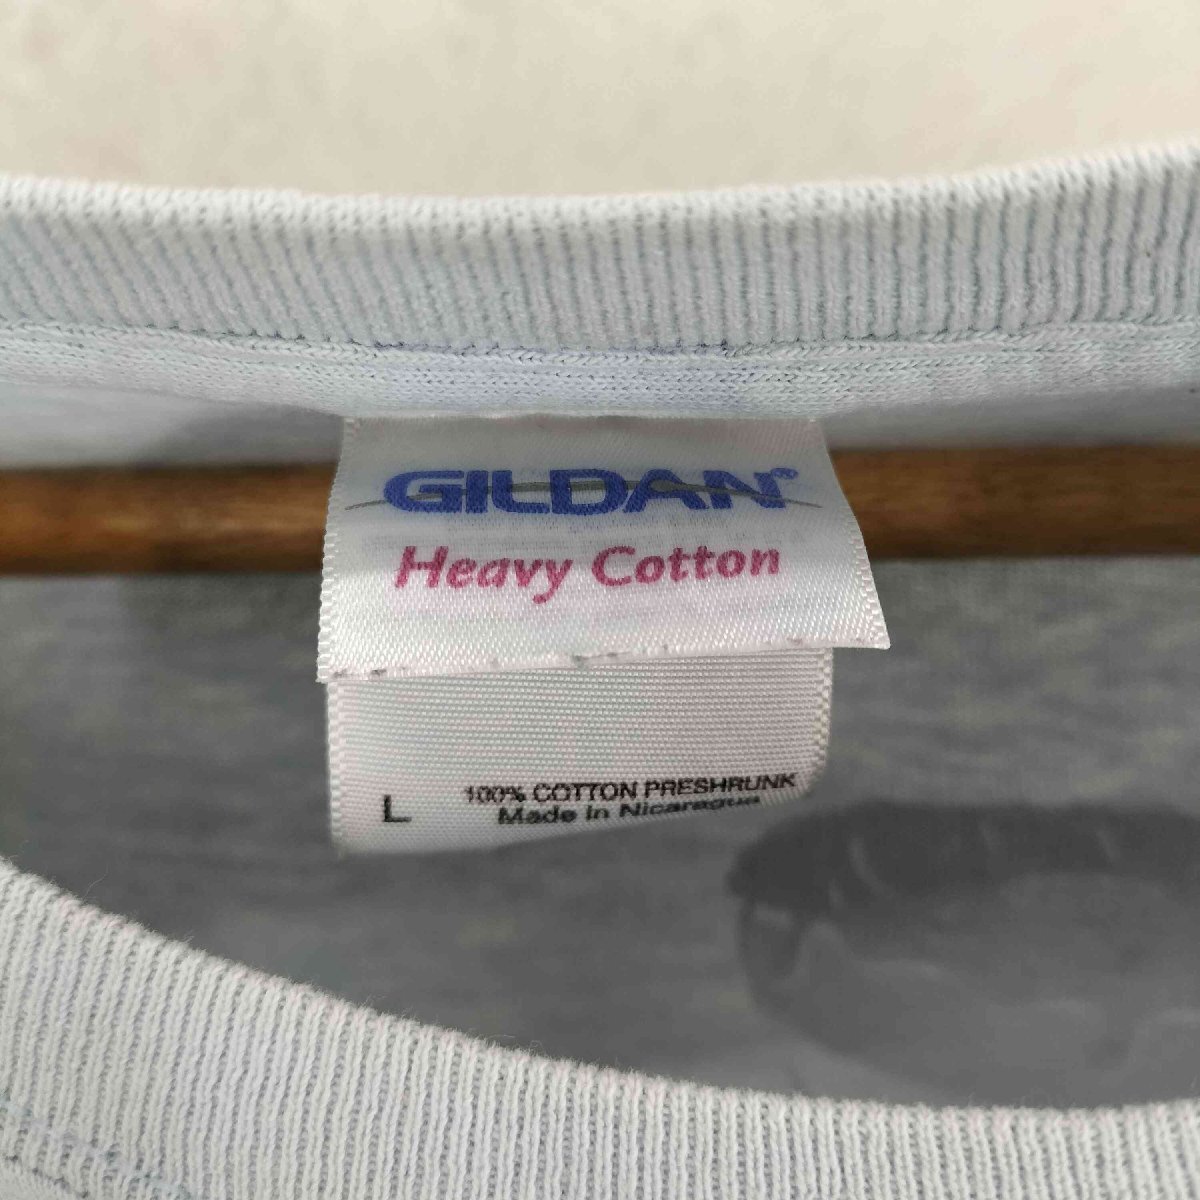 GILDAN®
Heavy Cotton
L
100% COTTON PRESHRUNK
Made in Nicaragua